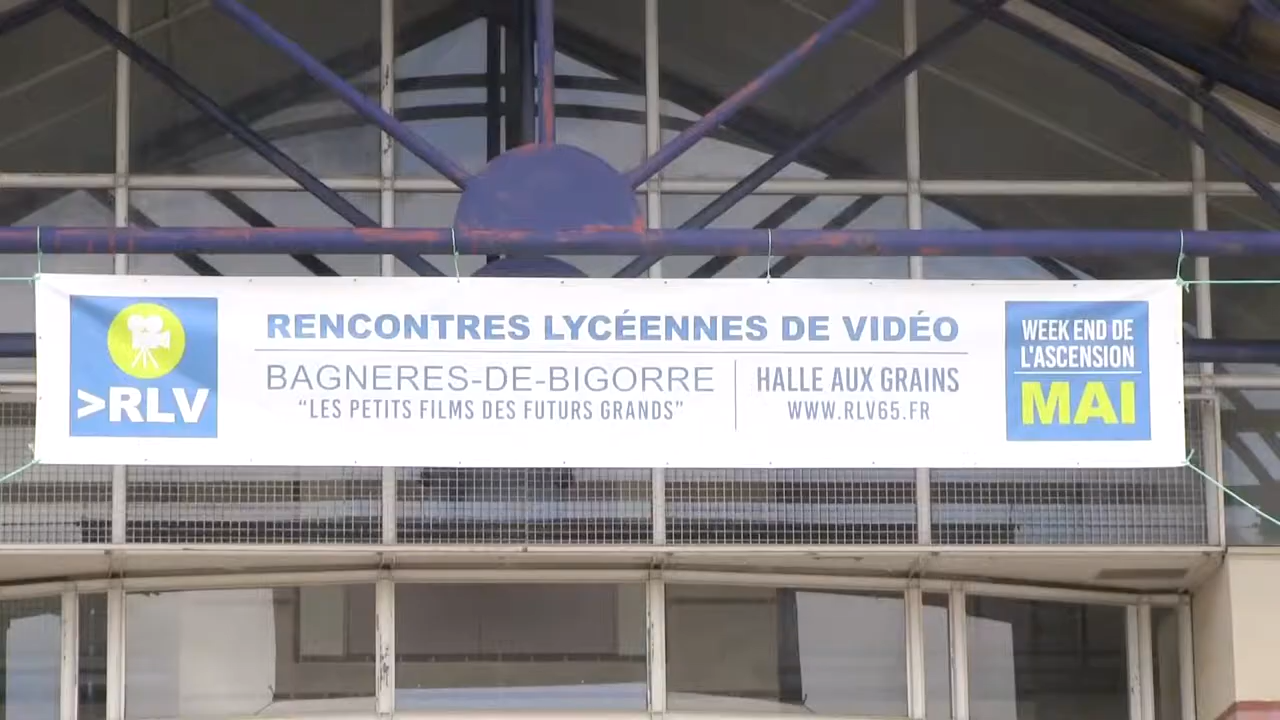 >RLV
RENCONTRES LYCÉENNES DE VIDÉO
BAGNERES-DE-BIGORRE
“LES PETITS FILMS DES FUTURS GRANDS”
HALLE AUX GRAINS
WWW.RLV65.FR
WEEK END DE
L'ASCENSION
MAI